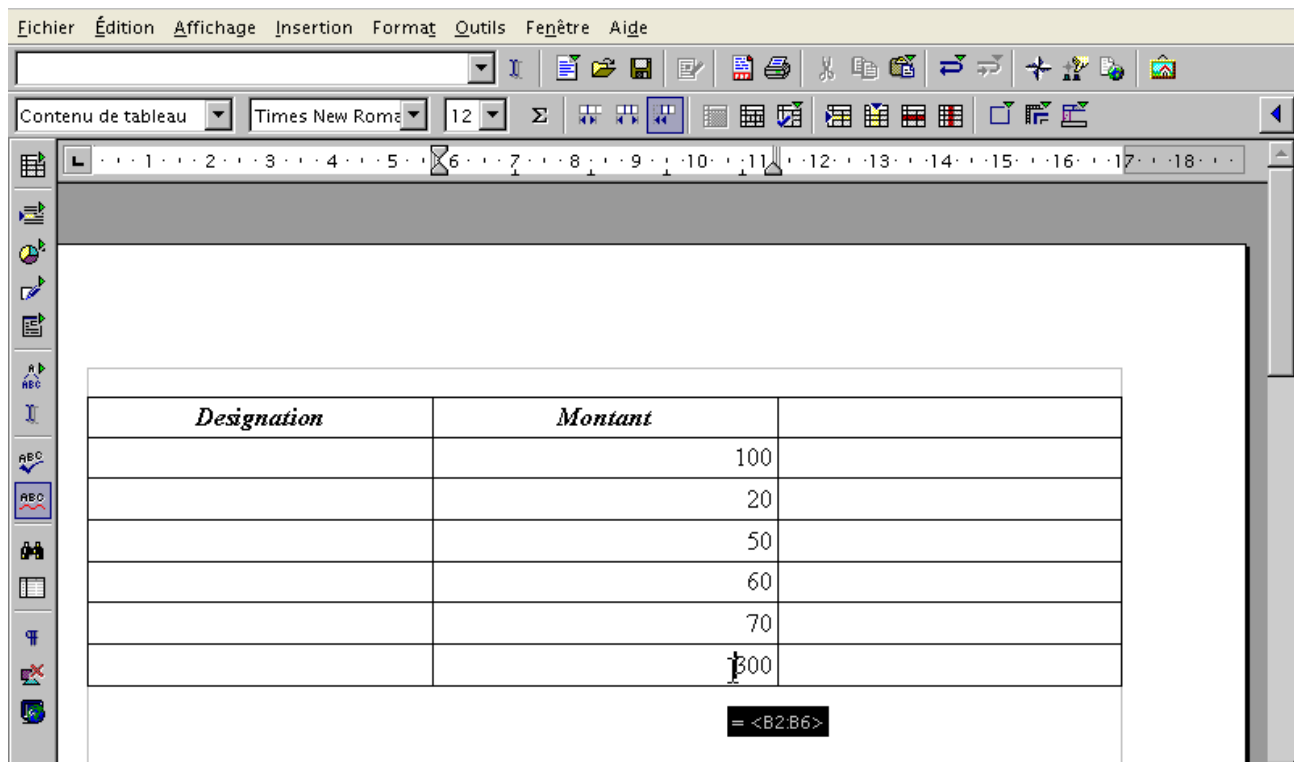 Fichier Édition Affichage Insertion Format Outils Fenêtre Aide
Contenu de tableau Times New Roma 12 Σ
1 2 3 4 5 6 7 8 9 10 11 12 13 14 15 16 17 18
Designation Montant
100
20
50
60
70
300
= <B2:B6>